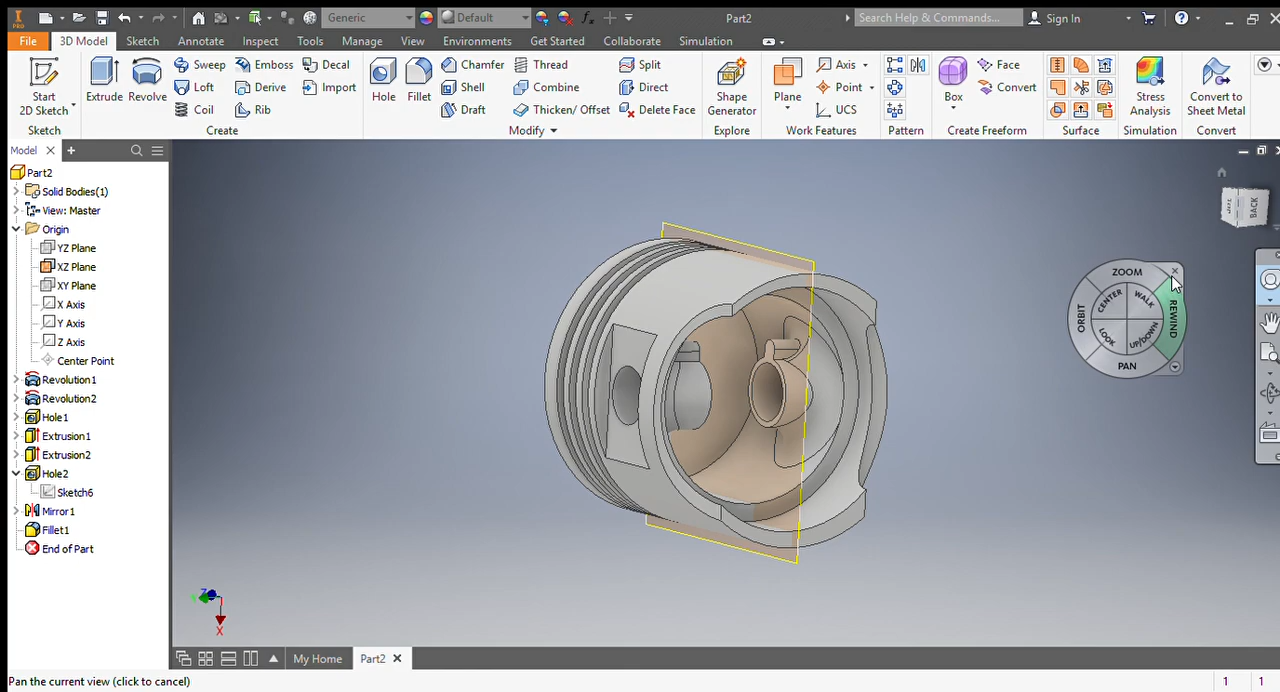 PRO
Generic
Default
fx
Part2
Search Help & Commands...
Sign In
File
3D Model
Sketch
Annotate
Inspect
Tools
Manage
View
Environments
Get Started
Collaborate
Simulation
Start
2D Sketch
Sketch
Extrude
Revolve
Sweep
Loft
Coil
Emboss
Derive
Rib
Decal
Import
Create
Hole
Fillet
Chamfer
Shell
Draft
Thread
Combine
Thicken/ Offset
Split
Direct
Delete Face
Modify
Shape
Generator
Explore
Plane
Axis
Point
UCS
Work Features
Pattern
Box
Face
Convert
Create Freeform
Surface
Stress
Analysis
Simulation
Convert to
Sheet Metal
Convert
Model
Part2
Solid Bodies(1)
View: Master
Origin
YZ Plane
XZ Plane
XY Plane
X Axis
Y Axis
Z Axis
Center Point
Revolution1
Revolution2
Hole1
Extrusion1
Extrusion2
Hole2
Sketch6
Mirror1
Fillet1
End of Part
BACK
ZOOM
ORBIT
REWIND
PAN
CENTER
WALK
LOOK
UP/DOWN
Z
X
My Home
Part2
Pan the current view (click to cancel)
1
1